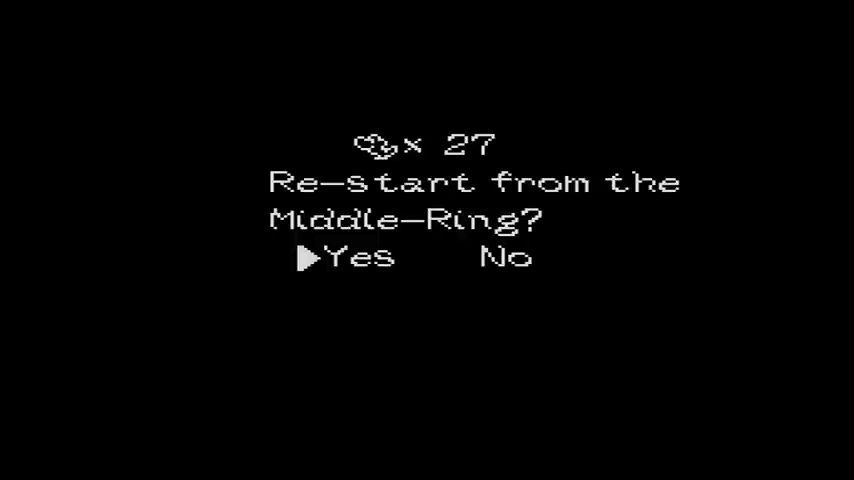 x 27
Re-start from the
Middle-Ring?
Yes No